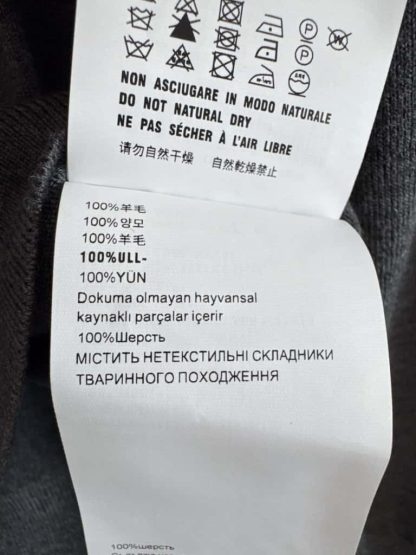 NON ASCIUGARE IN MODO NATURALE
DO NOT NATURAL DRY
NE PAS SÉCHER À L'AIR LIBRE
请勿自然干燥 自然乾燥禁止
100%羊毛
100%양모
100%羊毛
100%ULL-
100%YÜN
Dokuma olmayan hayvansal
kaynaklı parçalar içerir
100%Шерсть
МІСТИТЬ НЕТЕКСТИЛЬНІ СКЛАДНИКИ
ТВАРИННОГО ПОХОДЖЕННЯ
100%шерсть